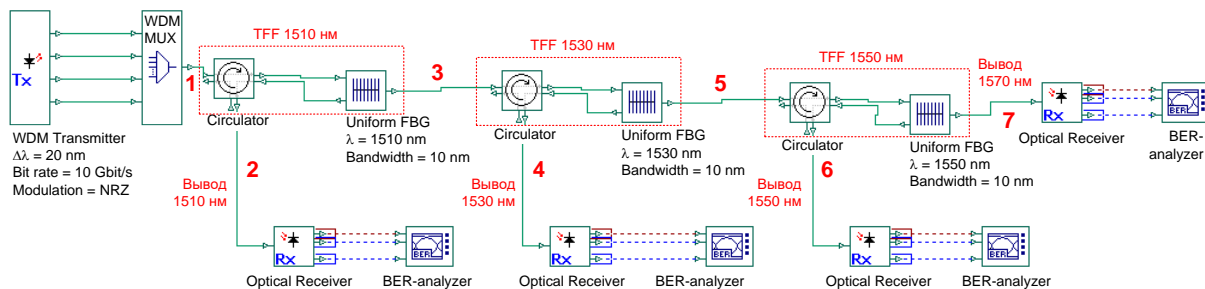 WDM
MUX
Tx
WDM Transmitter
Δλ = 20 nm
Bit rate = 10 Gbit/s
Modulation = NRZ
1
TFF 1510 нм
Circulator
Uniform FBG
λ = 1510 nm
Bandwidth = 10 nm
2
Вывод
1510 нм
Rx
Optical Receiver
BER
BER-analyzer
3
TFF 1530 нм
Circulator
Uniform FBG
λ = 1530 nm
Bandwidth = 10 nm
4
Вывод
1530 нм
Rx
Optical Receiver
BER
BER-analyzer
5
TFF 1550 нм
Circulator
Uniform FBG
λ = 1550 nm
Bandwidth = 10 nm
6
Вывод
1550 нм
Rx
Optical Receiver
BER
BER-analyzer
Вывод
1570 нм
7
Rx
Optical Receiver
BER
BER-
analyzer